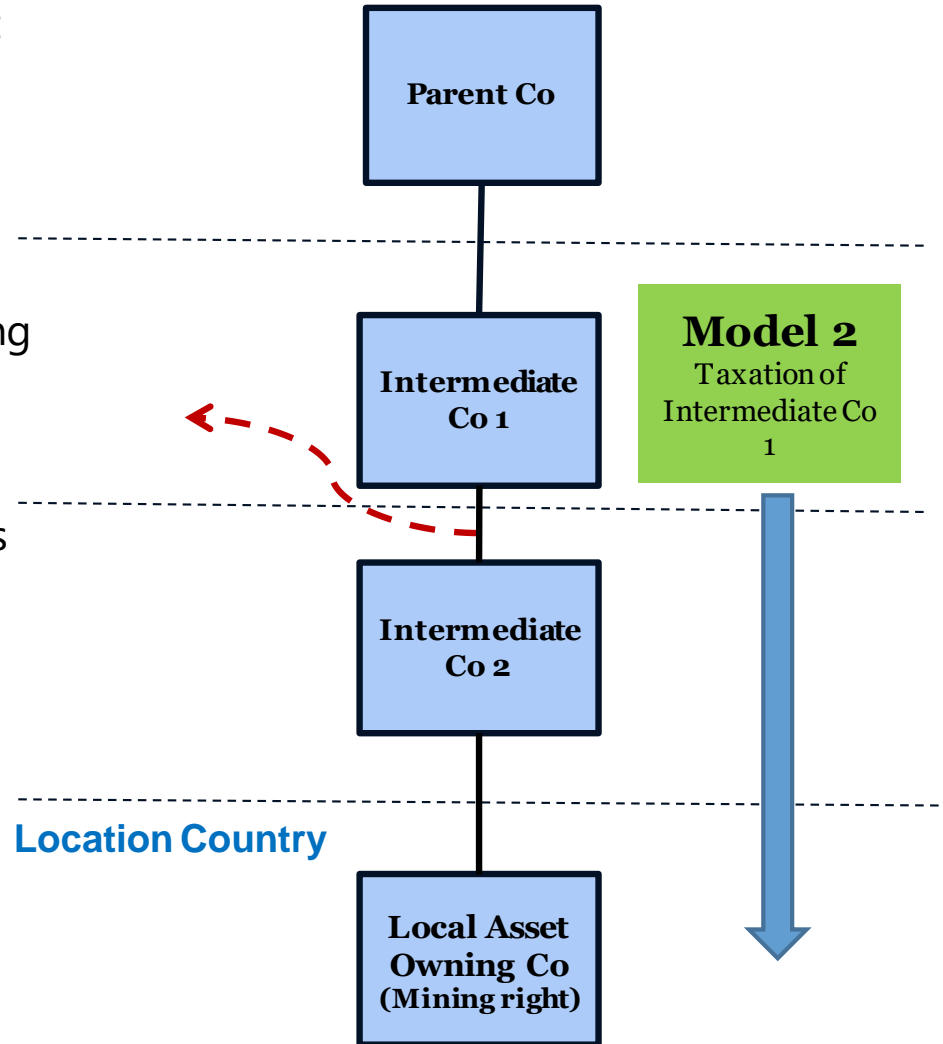 Parent Co
ng
Intermediate
Co 1
Model 2
Taxation of
Intermediate Co
1
s
Intermediate
Co 2
Location Country
Local Asset
Owning Co
(Mining right)